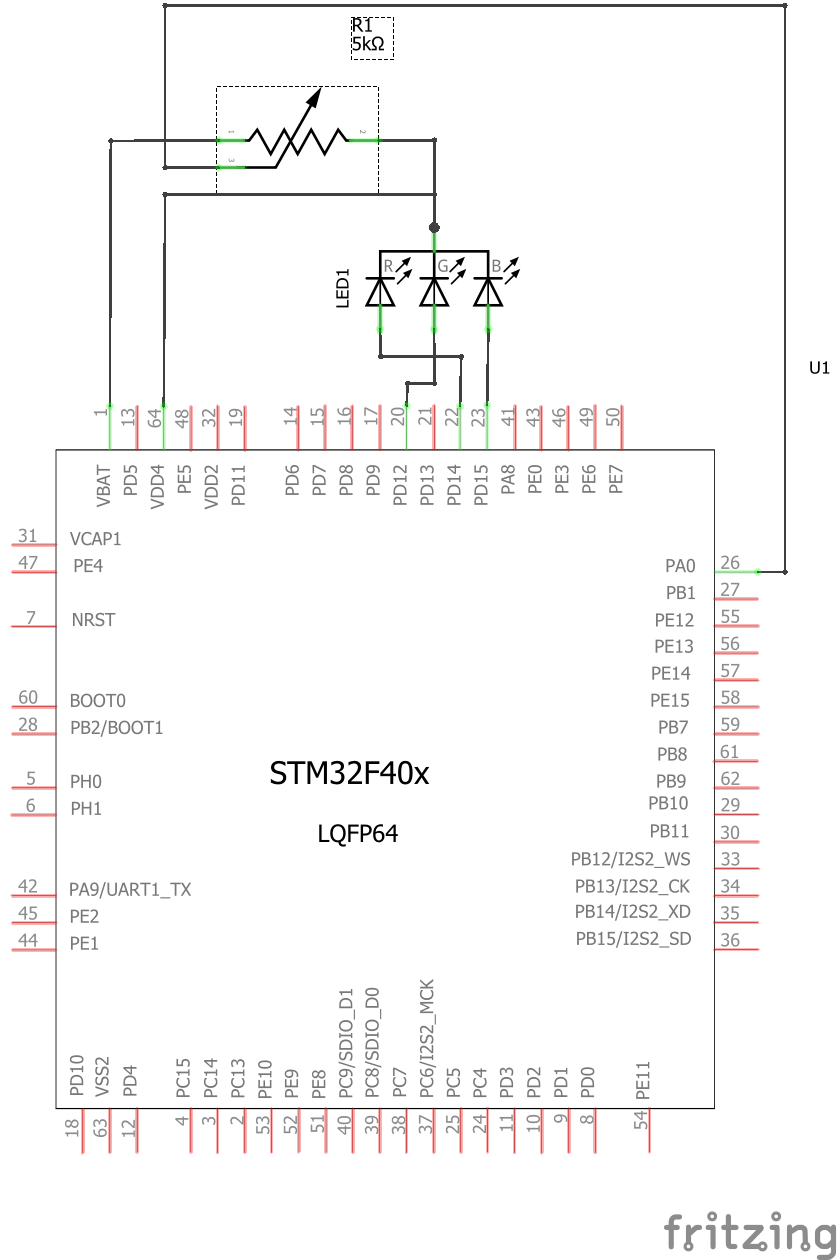 R1
5kΩ
1
2
3
R
G
B
LED1
U1
1
13
64
48
32
19
14
15
16
17
20
21
22
23
41
43
46
49
50
VBAT
PD5
VDD4
PE5
VDD2
PD11
PD6
PD7
PD8
PD9
PD12
PD13
PD14
PD15
PA8
PE0
PE3
PE6
PE7
31 VCAP1
47 PE4
7 NRST
60 BOOT0
28 PB2/BOOT1
5 PH0
6 PH1
42 PA9/UART1_TX
45 PE2
44 PE1
PA0 26
PB1 27
PE12 55
PE13 56
PE14 57
PE15 58
PB7 59
PB8 61
PB9 62
PB10 29
PB11 30
PB12/I2S2_WS 33
PB13/I2S2_CK 34
PB14/I2S2_XD 35
PB15/I2S2_SD 36
STM32F40x
LQFP64
PD10
VSS2
PD4
PC15
PC14
PC13
PE10
PE9
PE8
PC9/SDIO_D1
PC8/SDIO_D0
PC7
PC6/I2S2_MCK
PC5
PC4
PD3
PD2
PD1
PD0
PE11
18
63
12
4
3
2
53
52
51
40
39
38
37
25
24
11
10
9
8
54
fritzing